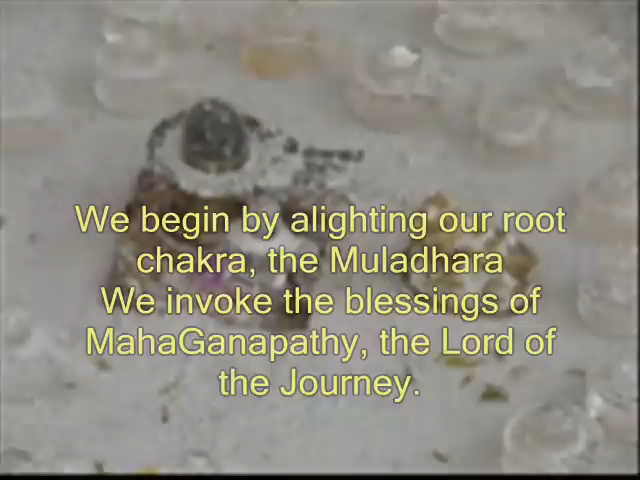 We begin by alighting our root
chakra, the Muladhara
We invoke the blessings of
MahaGanapathy, the Lord of
the Journey.